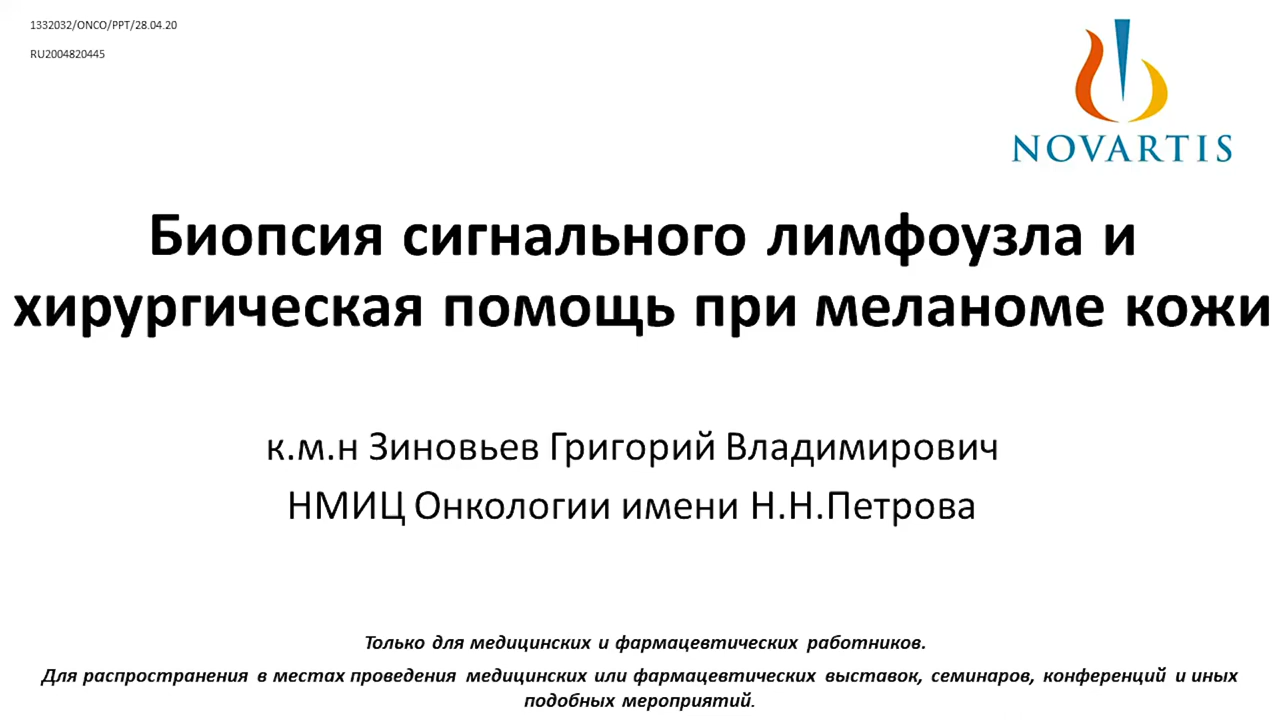 1332032/ONCO/PPT/28.04.20
RU2004820445
NOVARTIS
Биопсия сигнального лимфоузла и
хирургическая помощь при меланоме кожи
к.м.н Зиновьев Григорий Владимирович
НМИЦ Онкологии имени Н.Н.Петрова
Только для медицинских и фармацевтических работников.
Для распространения в местах проведения медицинских или фармацевтических выставок, семинаров, конференций и иных
подобных мероприятий.